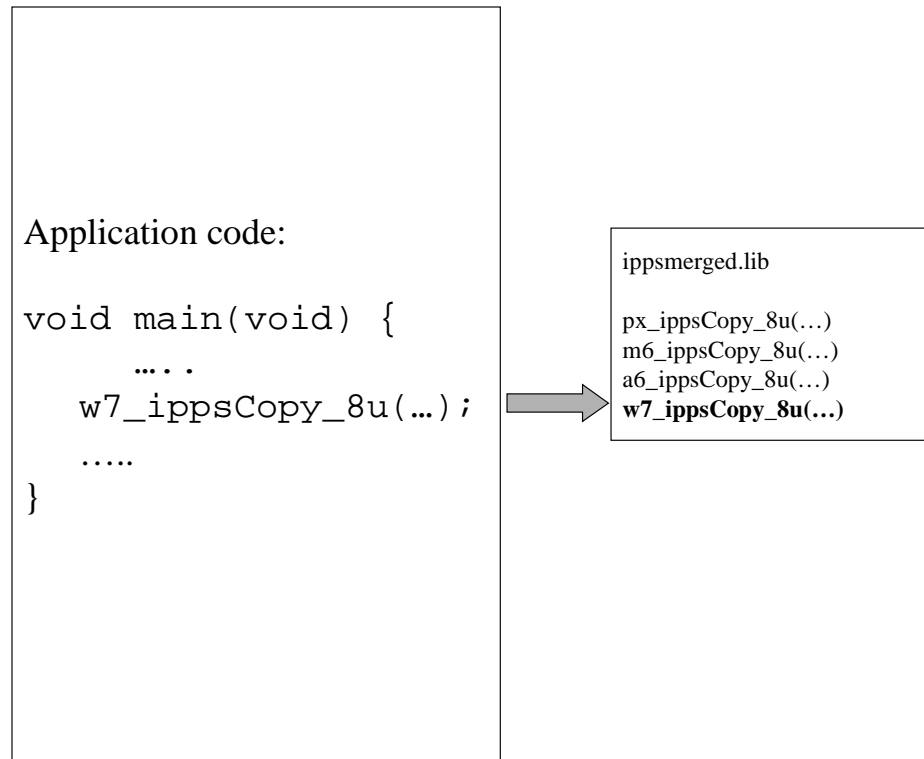 Application code:
void main(void) {
…..
w7_ippsCopy_8u(…);
…..
}
ippsmerged.lib
px_ippsCopy_8u(…)
m6_ippsCopy_8u(…)
a6_ippsCopy_8u(…)
w7_ippsCopy_8u(…)